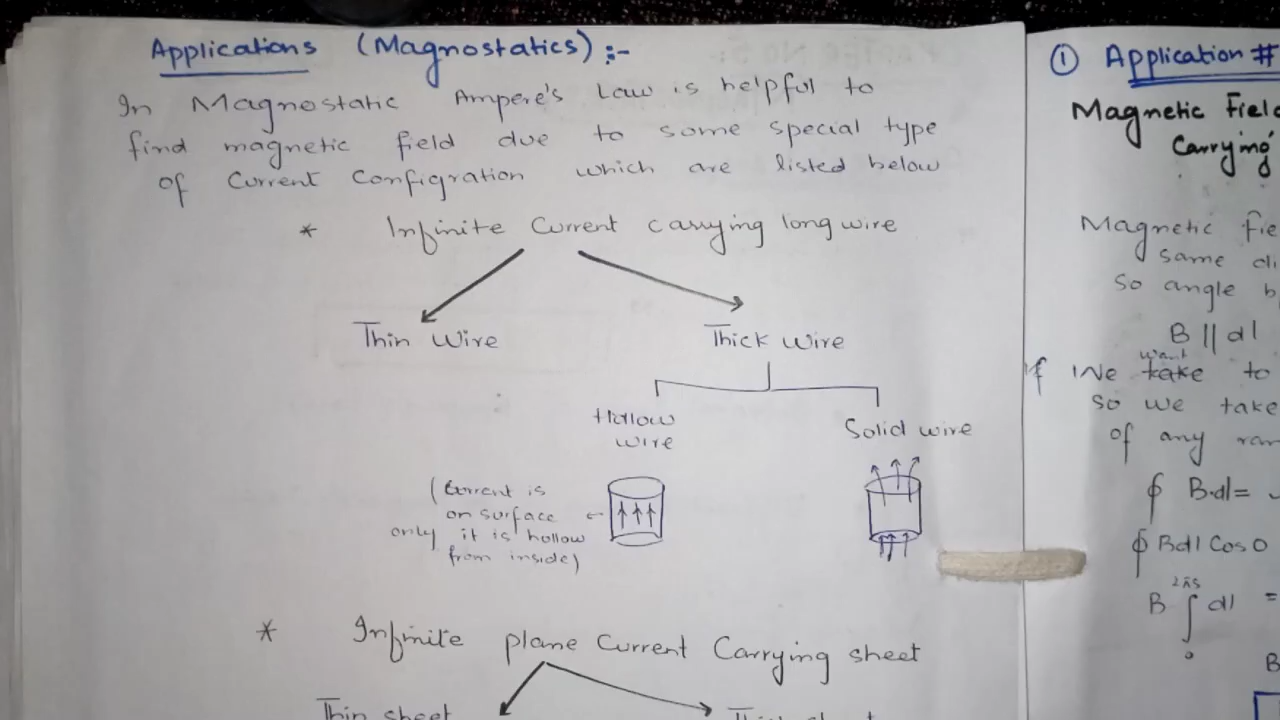 Applications (Magnostatics) :-
In Magnostatic Ampere's Law is helpful to
find magnetic field due to some special type
of Current Configration which are listed below
* Infinite Current carrying long wire
Thin Wire
Thick wire
Hollow
wire
Solid wire
(Current is
on surface
only it is hollow
from inside)
* Infinite plane Current Carrying sheet
Thin sheet
① Application #
Magnetic Field
Carrying
Magnetic fie
same di
so angle b
B || dl
want
If We take to
so we take
of any ran
∮ B.dl =
∮ Bdl Cos 0
2πs
B ∫ dl =
0
B